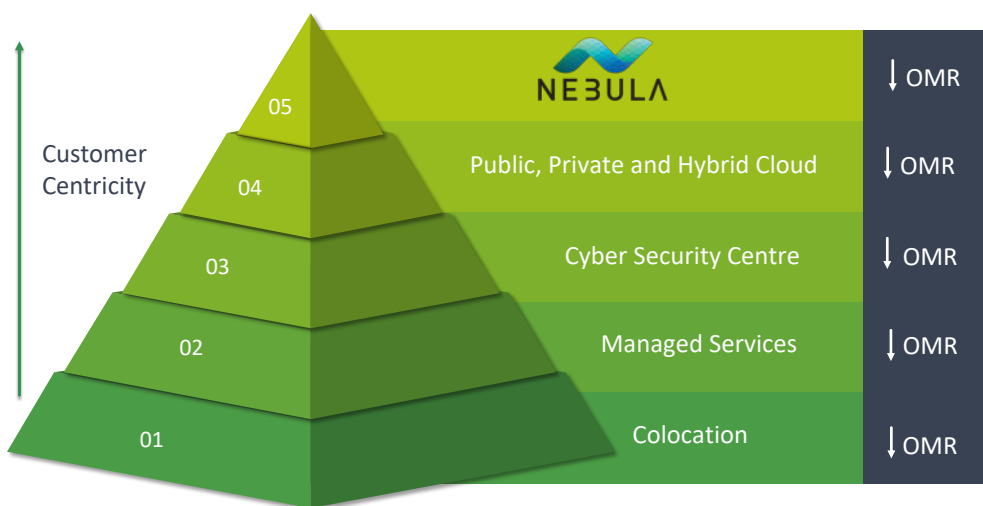 NEBULA
↓ OMR
05
Customer
Centricity
Public, Private and Hybrid Cloud
↓ OMR
04
Cyber Security Centre
↓ OMR
03
Managed Services
↓ OMR
02
Colocation
↓ OMR
01